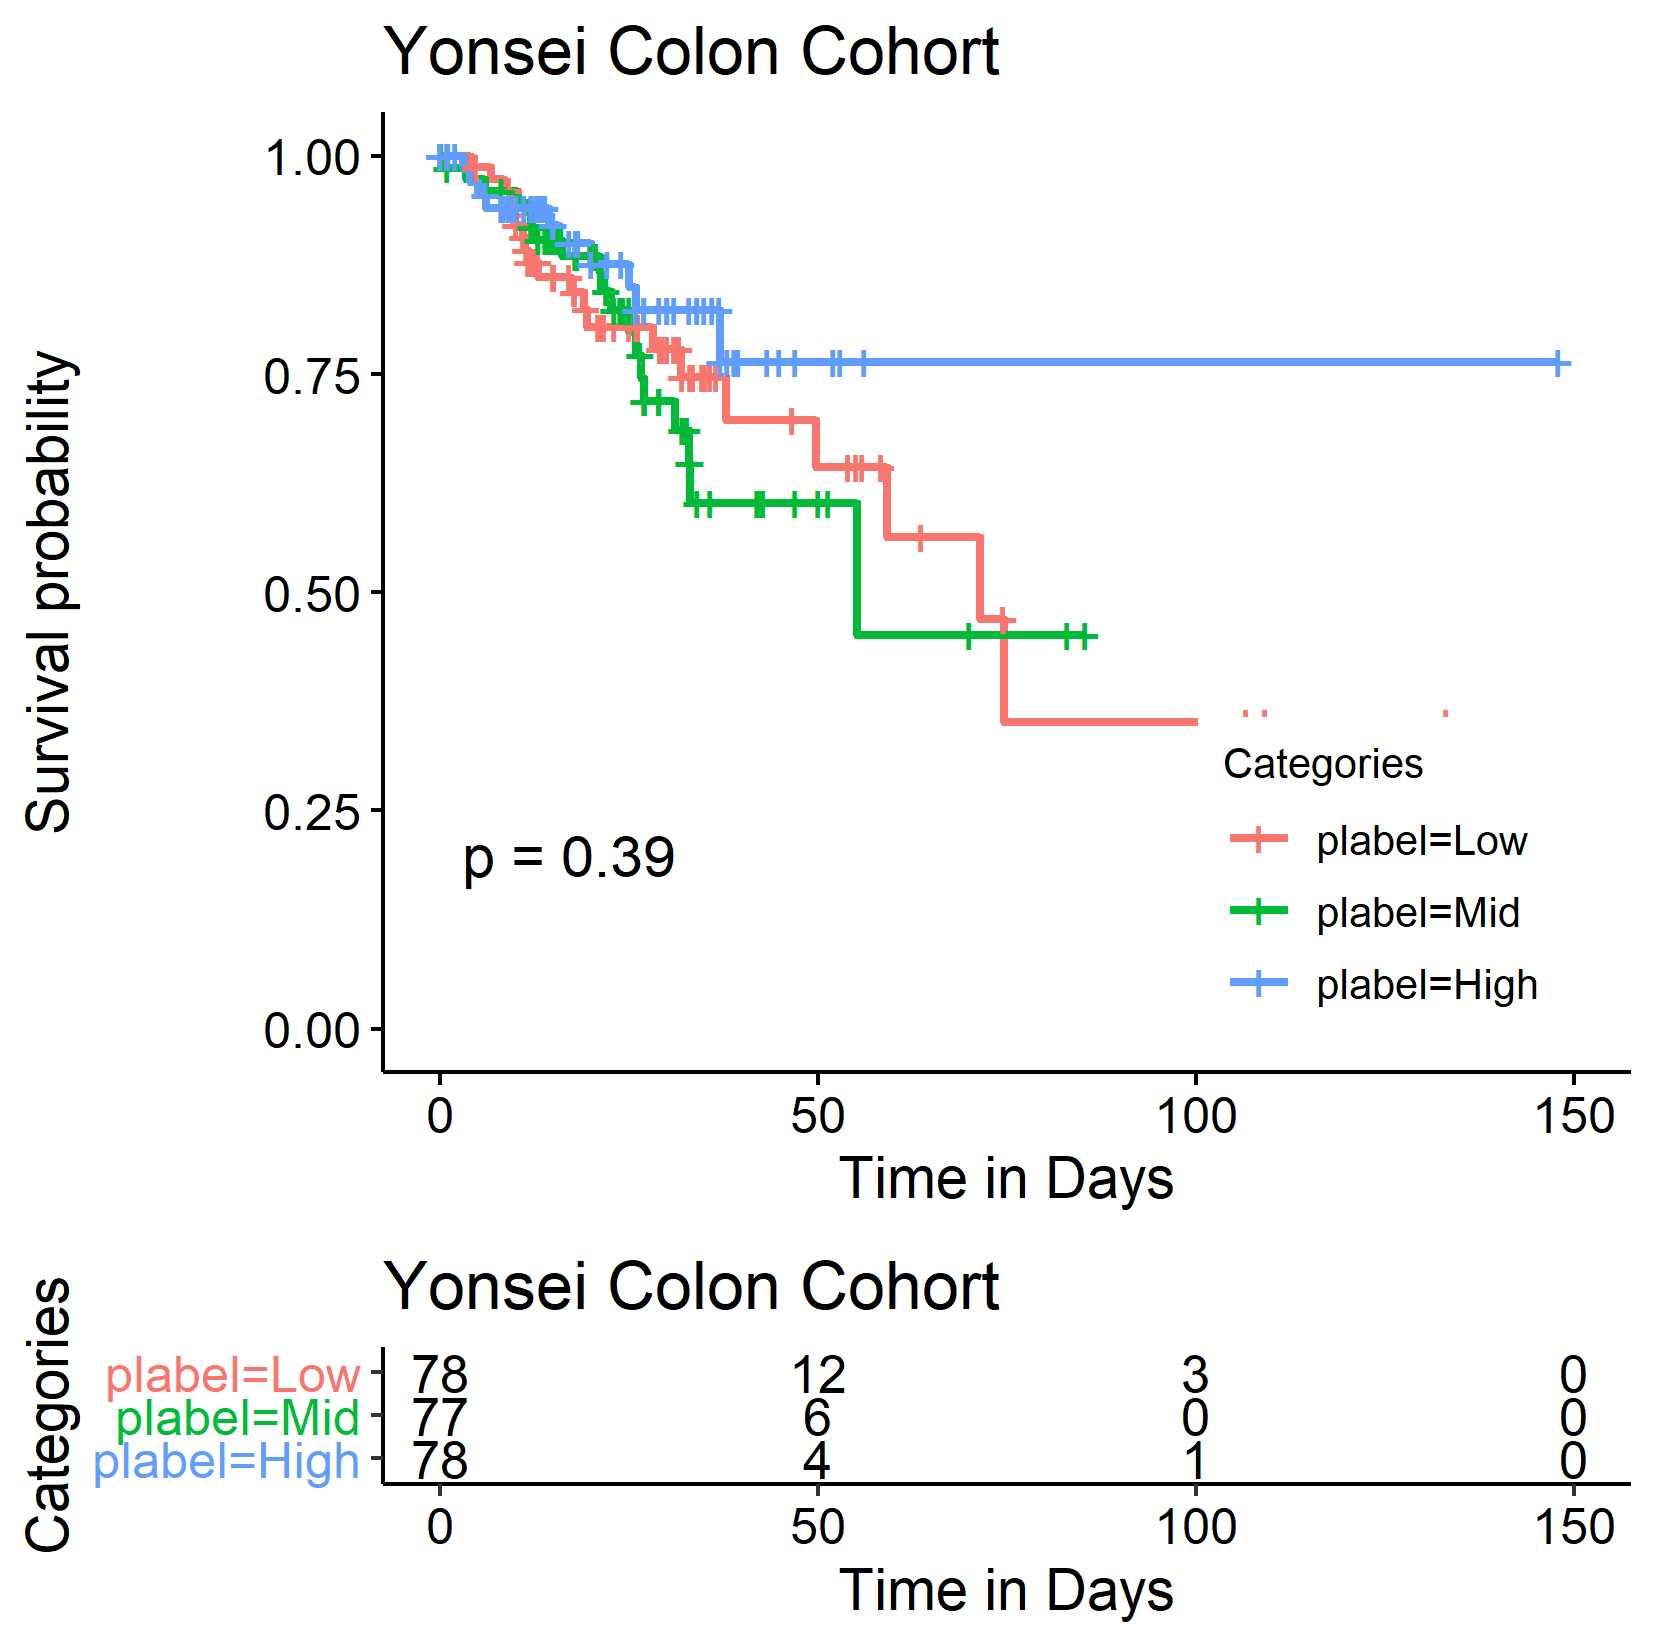 Yonsei Colon Cohort
Survival probability
1.00
0.75
0.50
0.25
0.00
p = 0.39
Categories
plabel=Low
plabel=Mid
plabel=High
0 50 100 150
Time in Days
Yonsei Colon Cohort
Categories
plabel=Low 78 12 3 0
plabel=Mid 77 6 0 0
plabel=High 78 4 1 0
0 50 100 150
Time in Days